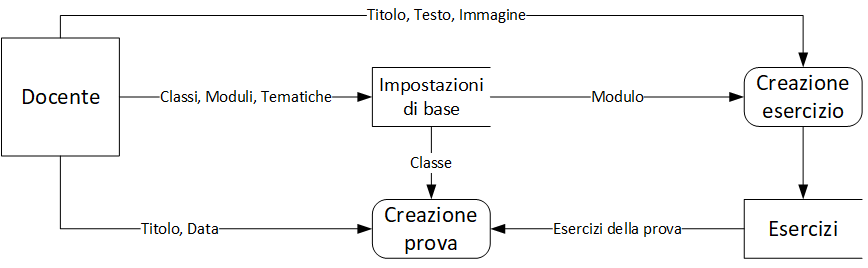 Titolo, Testo, Immagine
Docente
Classi, Moduli, Tematiche
Impostazioni
di base
Modulo
Creazione
esercizio
Classe
Titolo, Data
Creazione
prova
Esercizi della prova
Esercizi